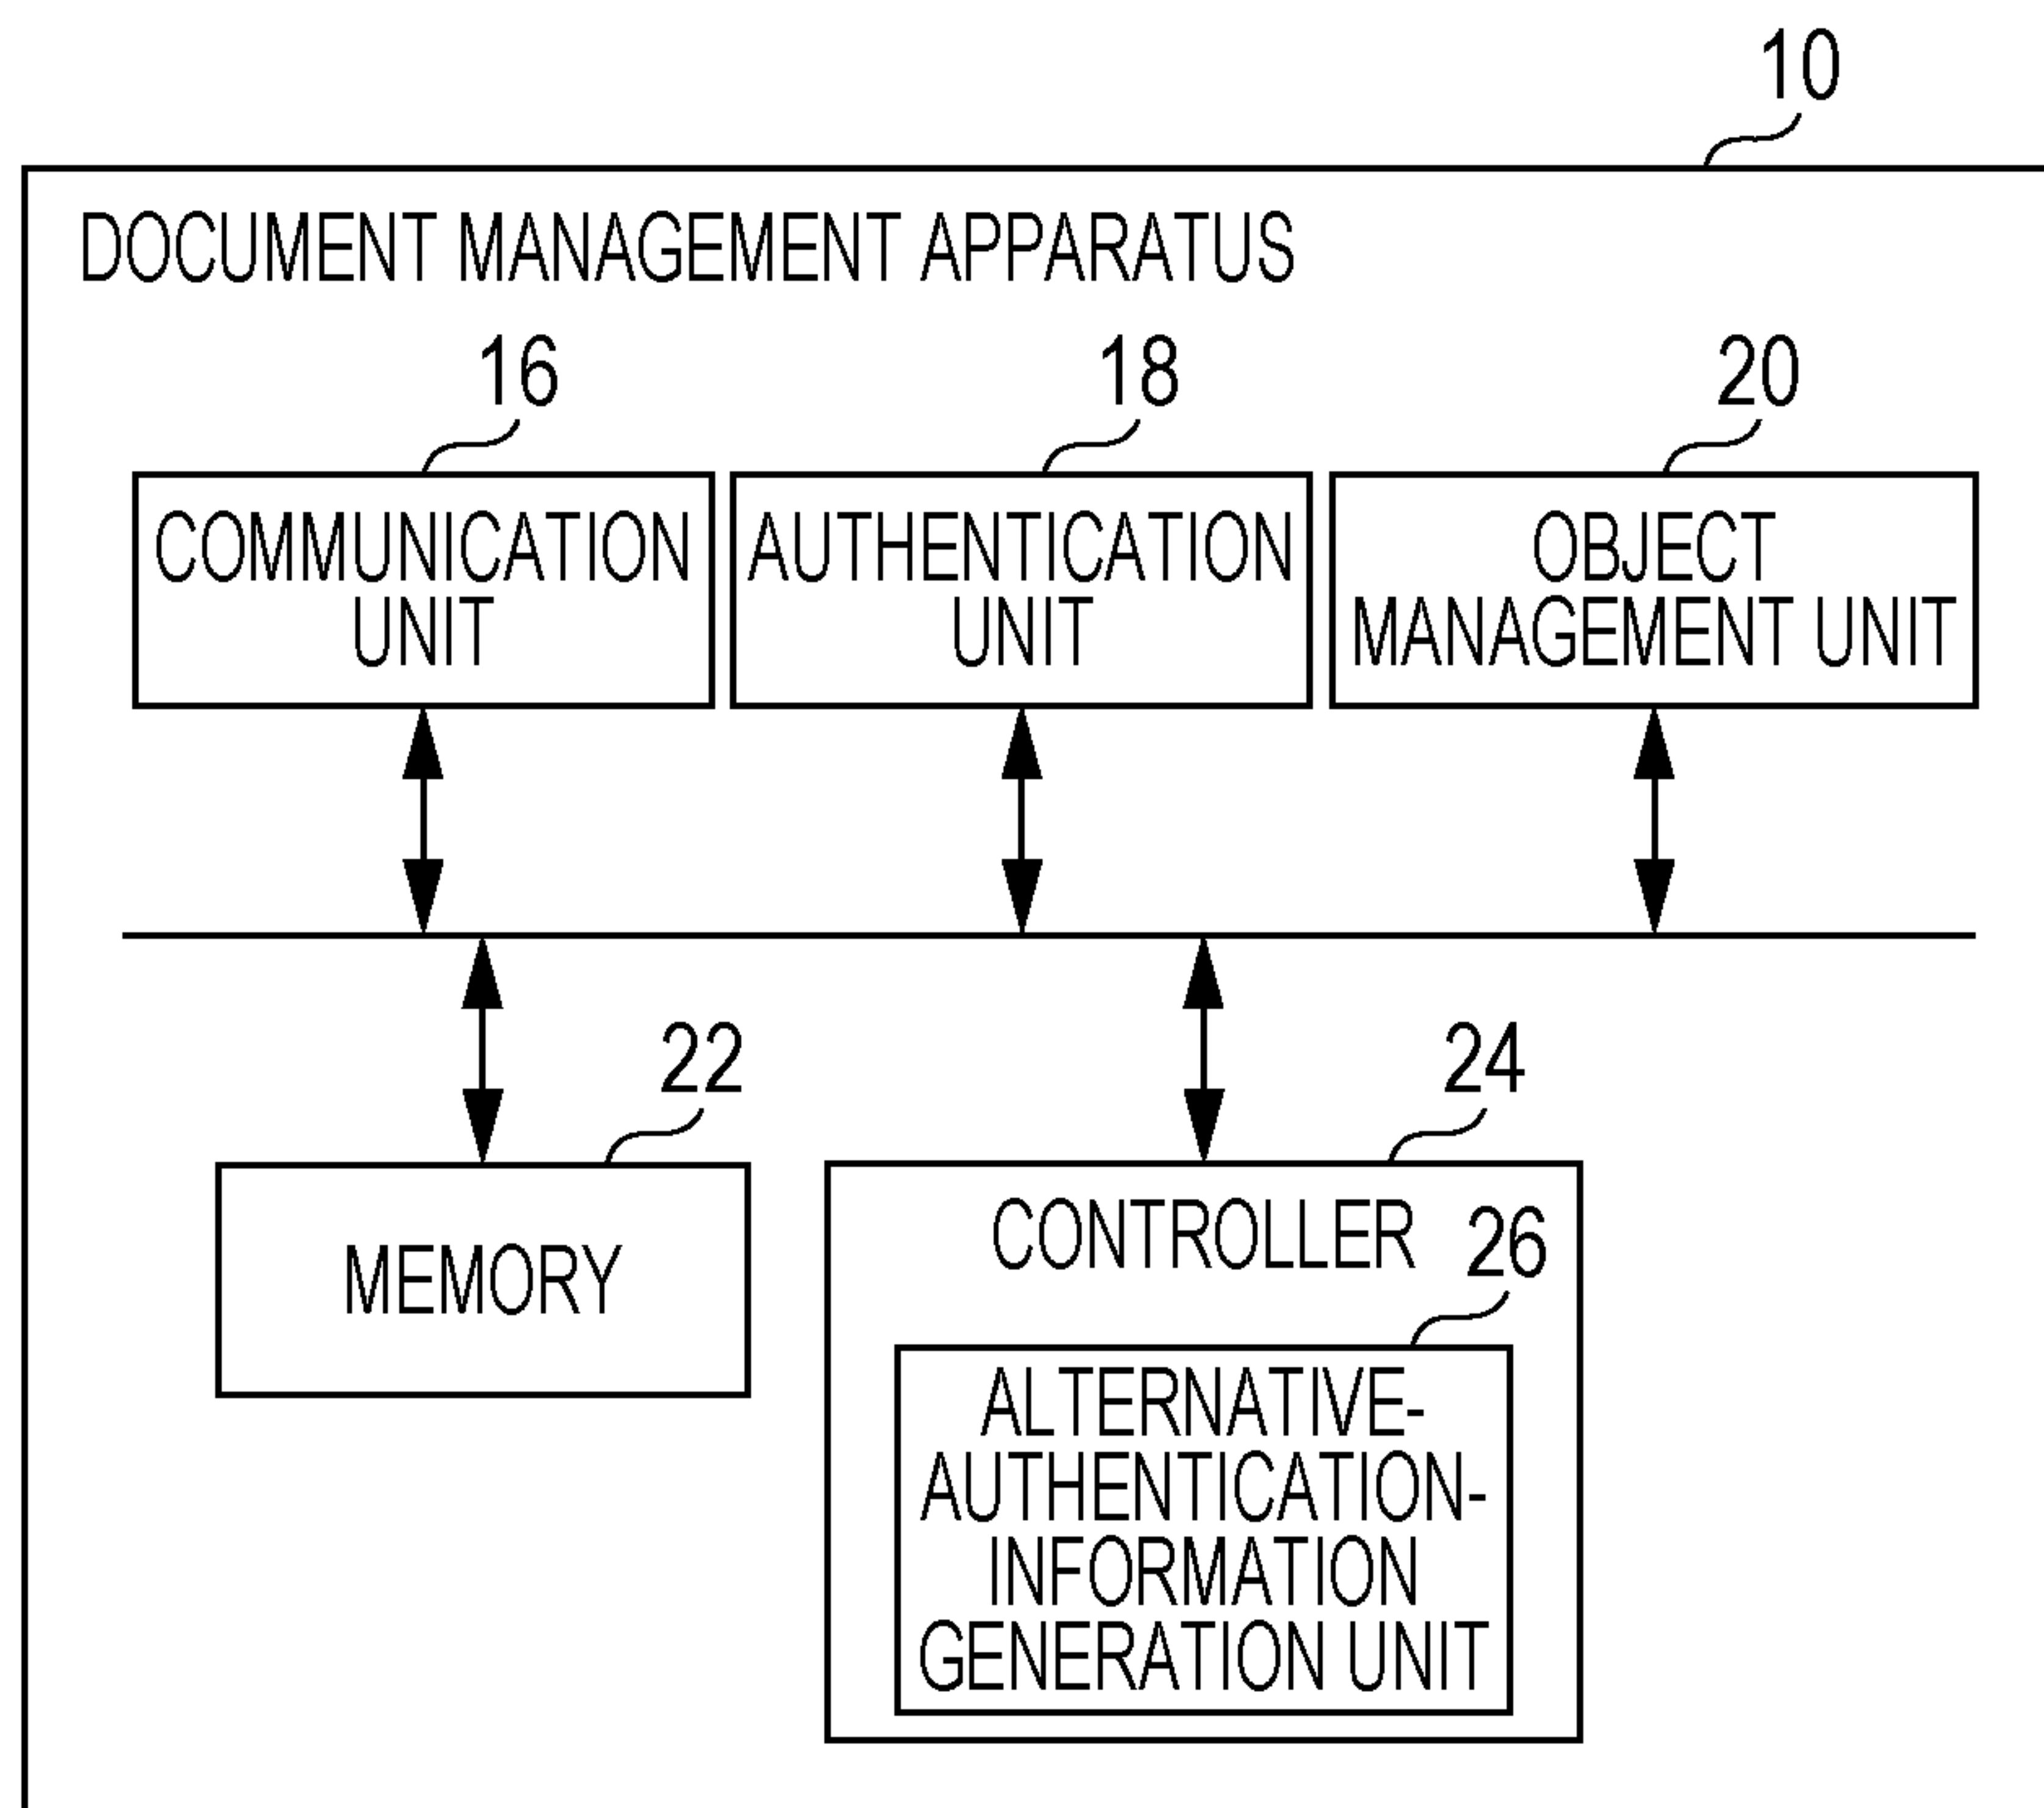 10
DOCUMENT MANAGEMENT APPARATUS
16
18
20
COMMUNICATION
UNIT
AUTHENTICATION
UNIT
OBJECT
MANAGEMENT UNIT
22
24
MEMORY
CONTROLLER
26
ALTERNATIVE-
AUTHENTICATION-
INFORMATION
GENERATION UNIT